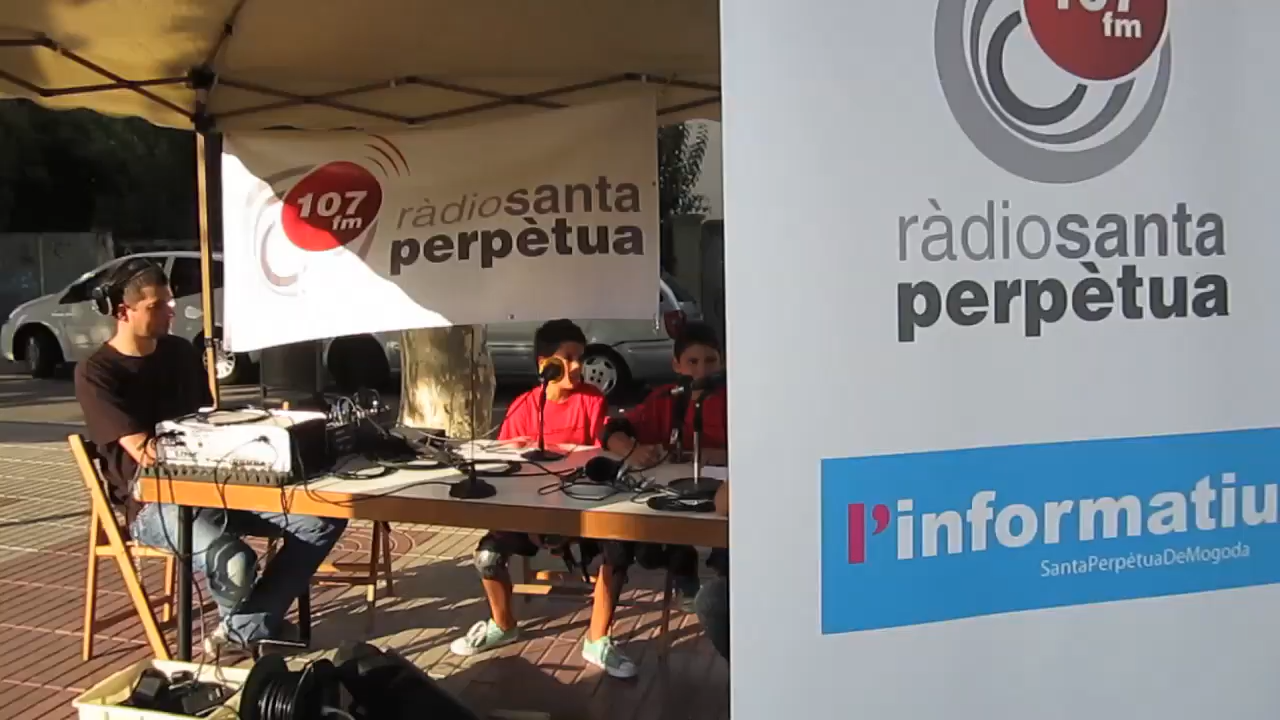 107
fm
ràdiosanta
perpètua
107
fm
ràdiosanta
perpètua
l'informatiu
SantaPerpètuaDeMogoda